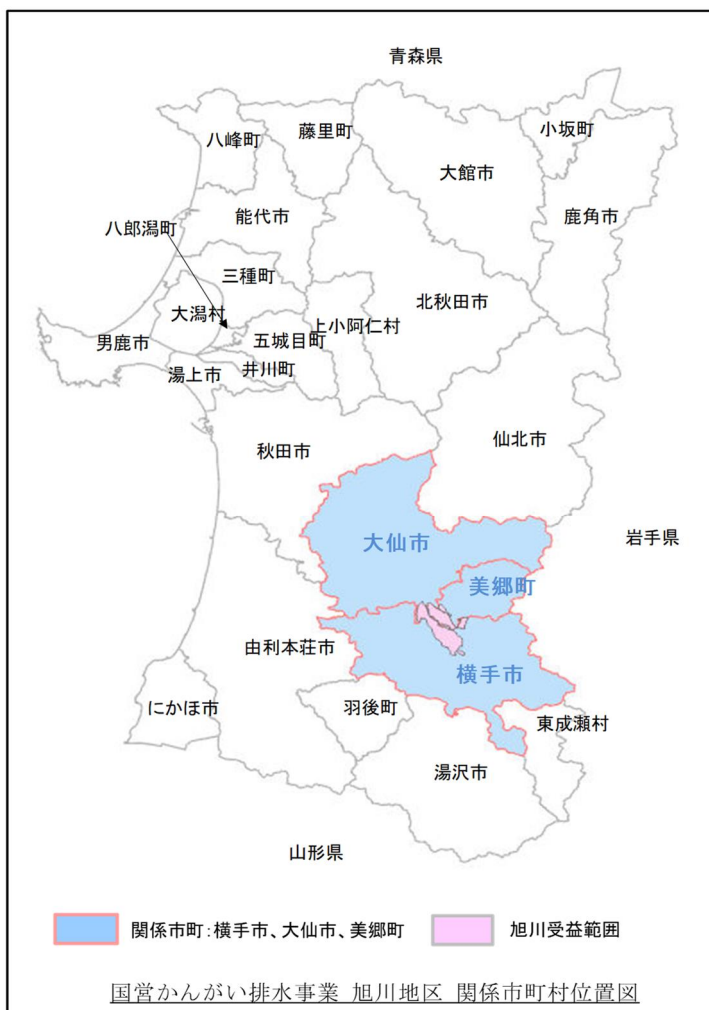 青森県
八峰町
藤里町
小坂町
大館市
鹿角市
能代市
八郎潟町
三種町
北秋田市
大潟村
上小阿仁村
五城目町
男鹿市
井川町
湯上市
秋田市
仙北市
大仙市
岩手県
美郷町
由利本荘市
横手市
にかほ市
羽後町
東成瀬村
湯沢市
山形県
関係市町:横手市、大仙市、美郷町
旭川受益範囲
国営かんがい排水事業 旭川地区 関係市町村位置図